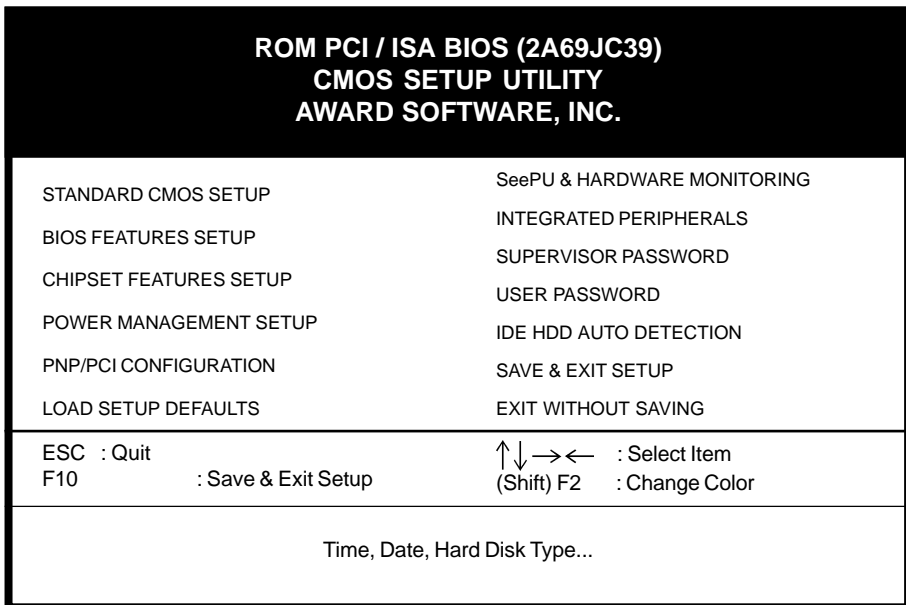 ROM PCI / ISA BIOS (2A69JC39)
CMOS SETUP UTILITY
AWARD SOFTWARE, INC.
STANDARD CMOS SETUP
BIOS FEATURES SETUP
CHIPSET FEATURES SETUP
POWER MANAGEMENT SETUP
PNP/PCI CONFIGURATION
LOAD SETUP DEFAULTS
SeePU & HARDWARE MONITORING
INTEGRATED PERIPHERALS
SUPERVISOR PASSWORD
USER PASSWORD
IDE HDD AUTO DETECTION
SAVE & EXIT SETUP
EXIT WITHOUT SAVING
ESC : Quit
F10 : Save & Exit Setup
↑↓→← : Select Item
(Shift) F2 : Change Color
Time, Date, Hard Disk Type...